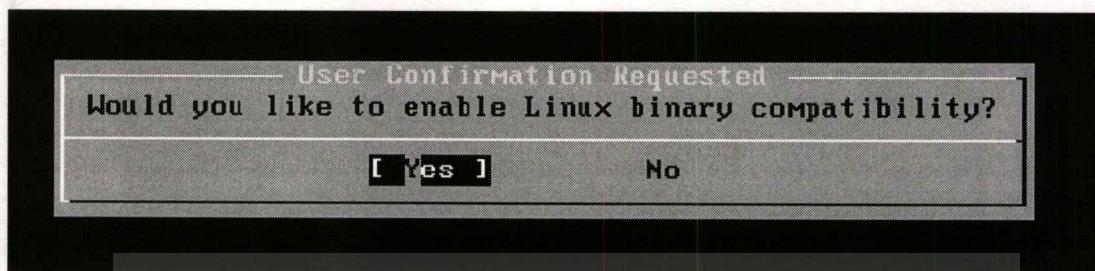 User Confirmation Requested
Would you like to enable Linux binary compatibility?
[ Yes ] No